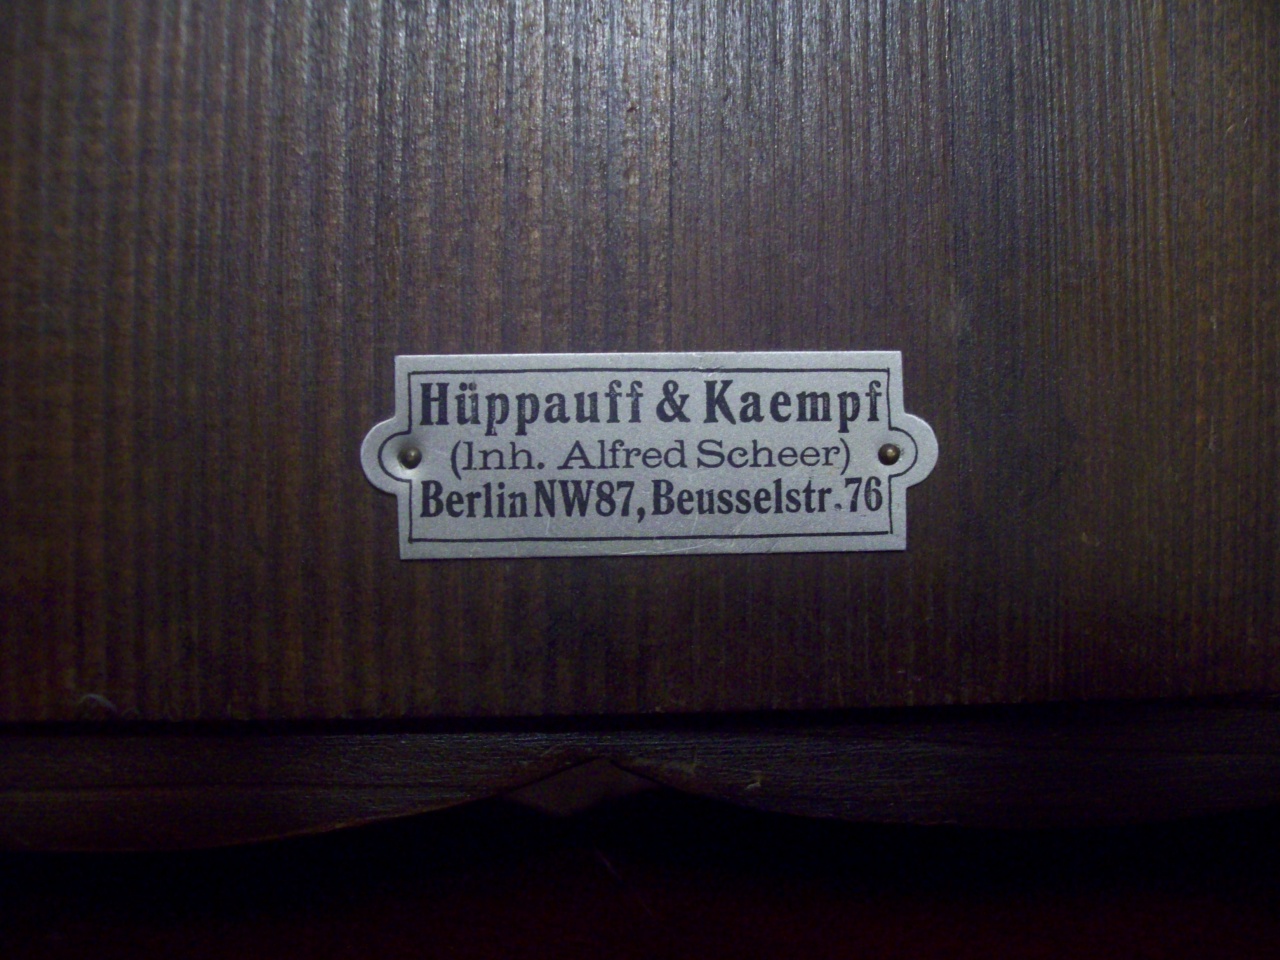 Hüppauff & Kaempf
(Inh. Alfred Scheer)
Berlin NW87, Beusselstr. 76